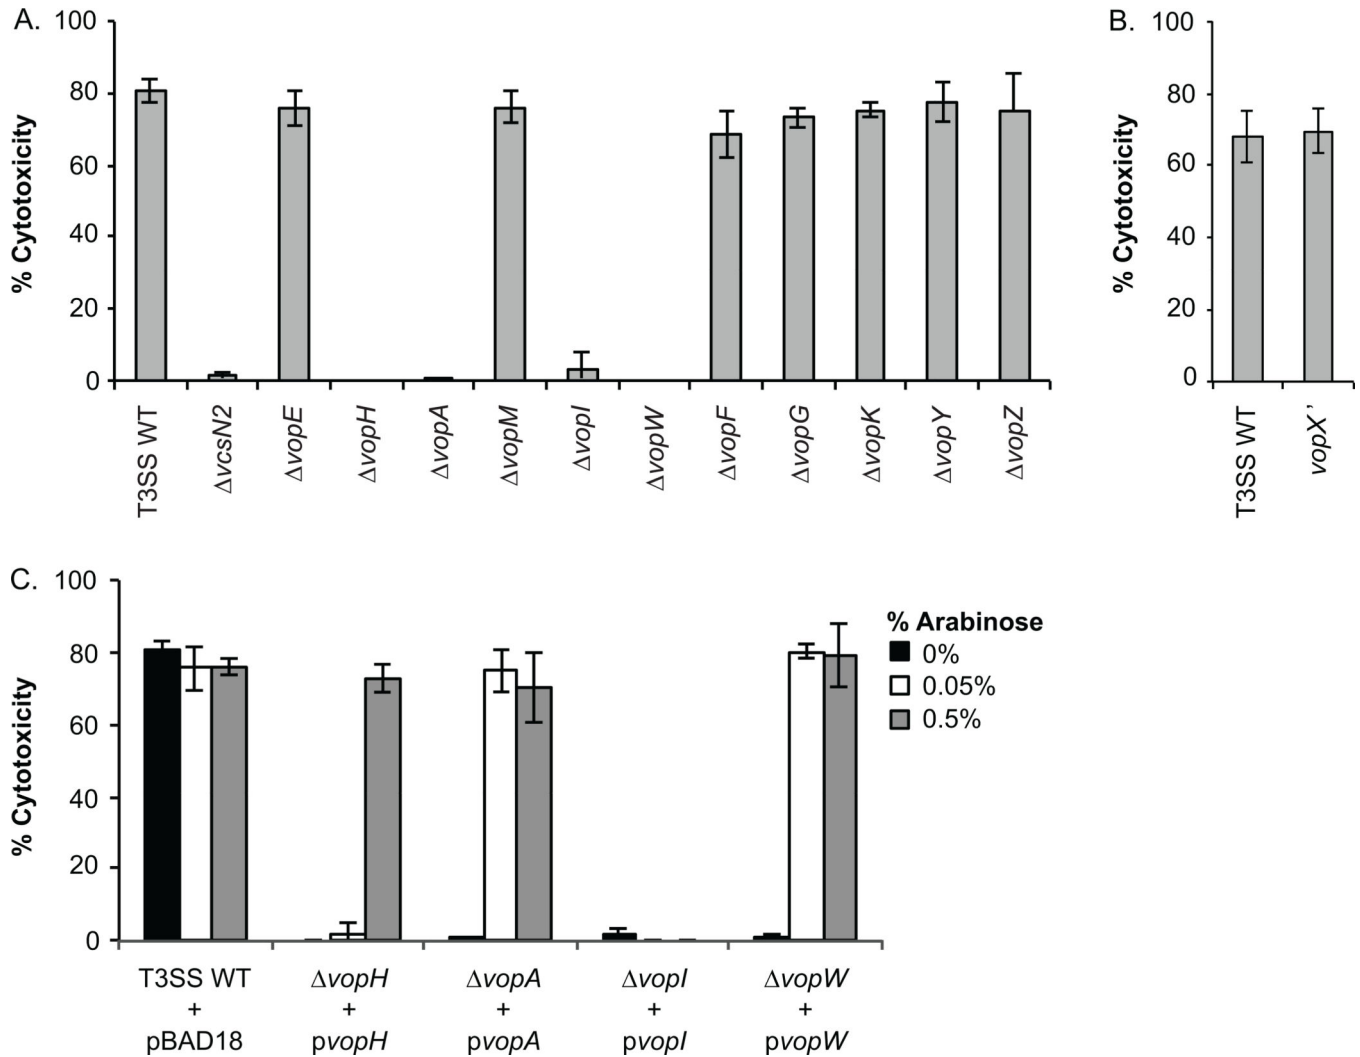 A.
% Cytotoxicity
100
80
60
40
20
0
T3SS WT
ΔvcsN2
ΔvopE
ΔvopH
ΔvopA
ΔvopM
ΔvopI
ΔvopW
ΔvopF
ΔvopG
ΔvopK
ΔvopY
ΔvopZ
B.
% Cytotoxicity
100
80
60
40
20
0
T3SS WT
vopX’
C.
% Cytotoxicity
100
80
60
40
20
0
% Arabinose
0%
0.05%
0.5%
T3SS WT
+
pBAD18
ΔvopH
+
pvopH
ΔvopA
+
pvopA
ΔvopI
+
pvopI
ΔvopW
+
pvopW